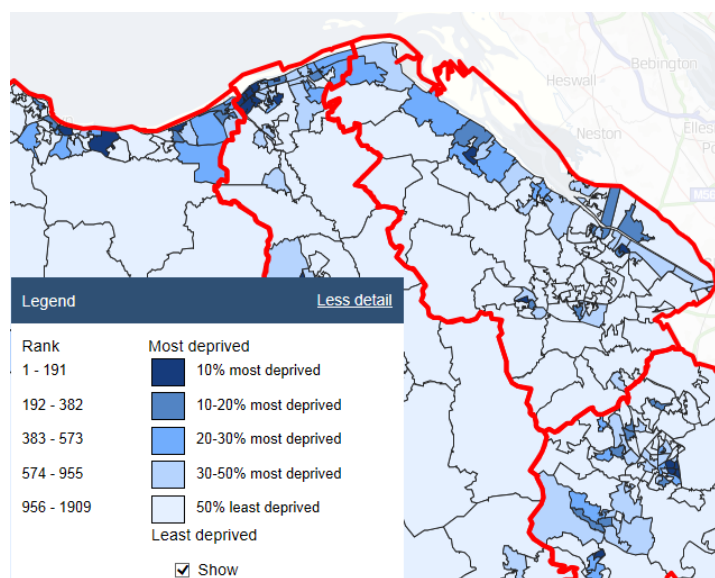 Bebington
Heswall
Neston
Elles
Po
M56
Legend Less detail
Rank Most deprived
1 - 191 10% most deprived
192 - 382 10-20% most deprived
383 - 573 20-30% most deprived
574 - 955 30-50% most deprived
956 - 1909 50% least deprived
Least deprived
Show